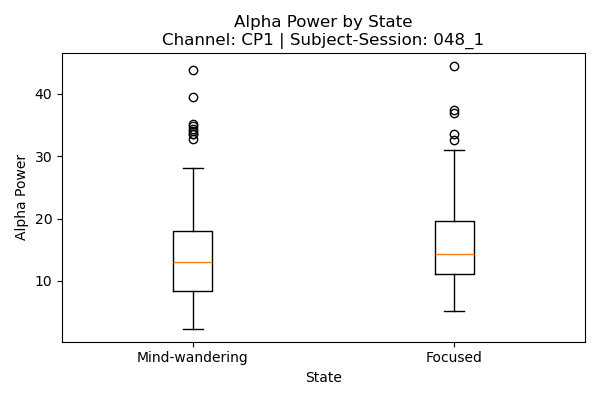 Alpha Power by State
Channel: CP1 | Subject-Session: 048_1
40
30
20
10
Alpha Power
Mind-wandering
Focused
State